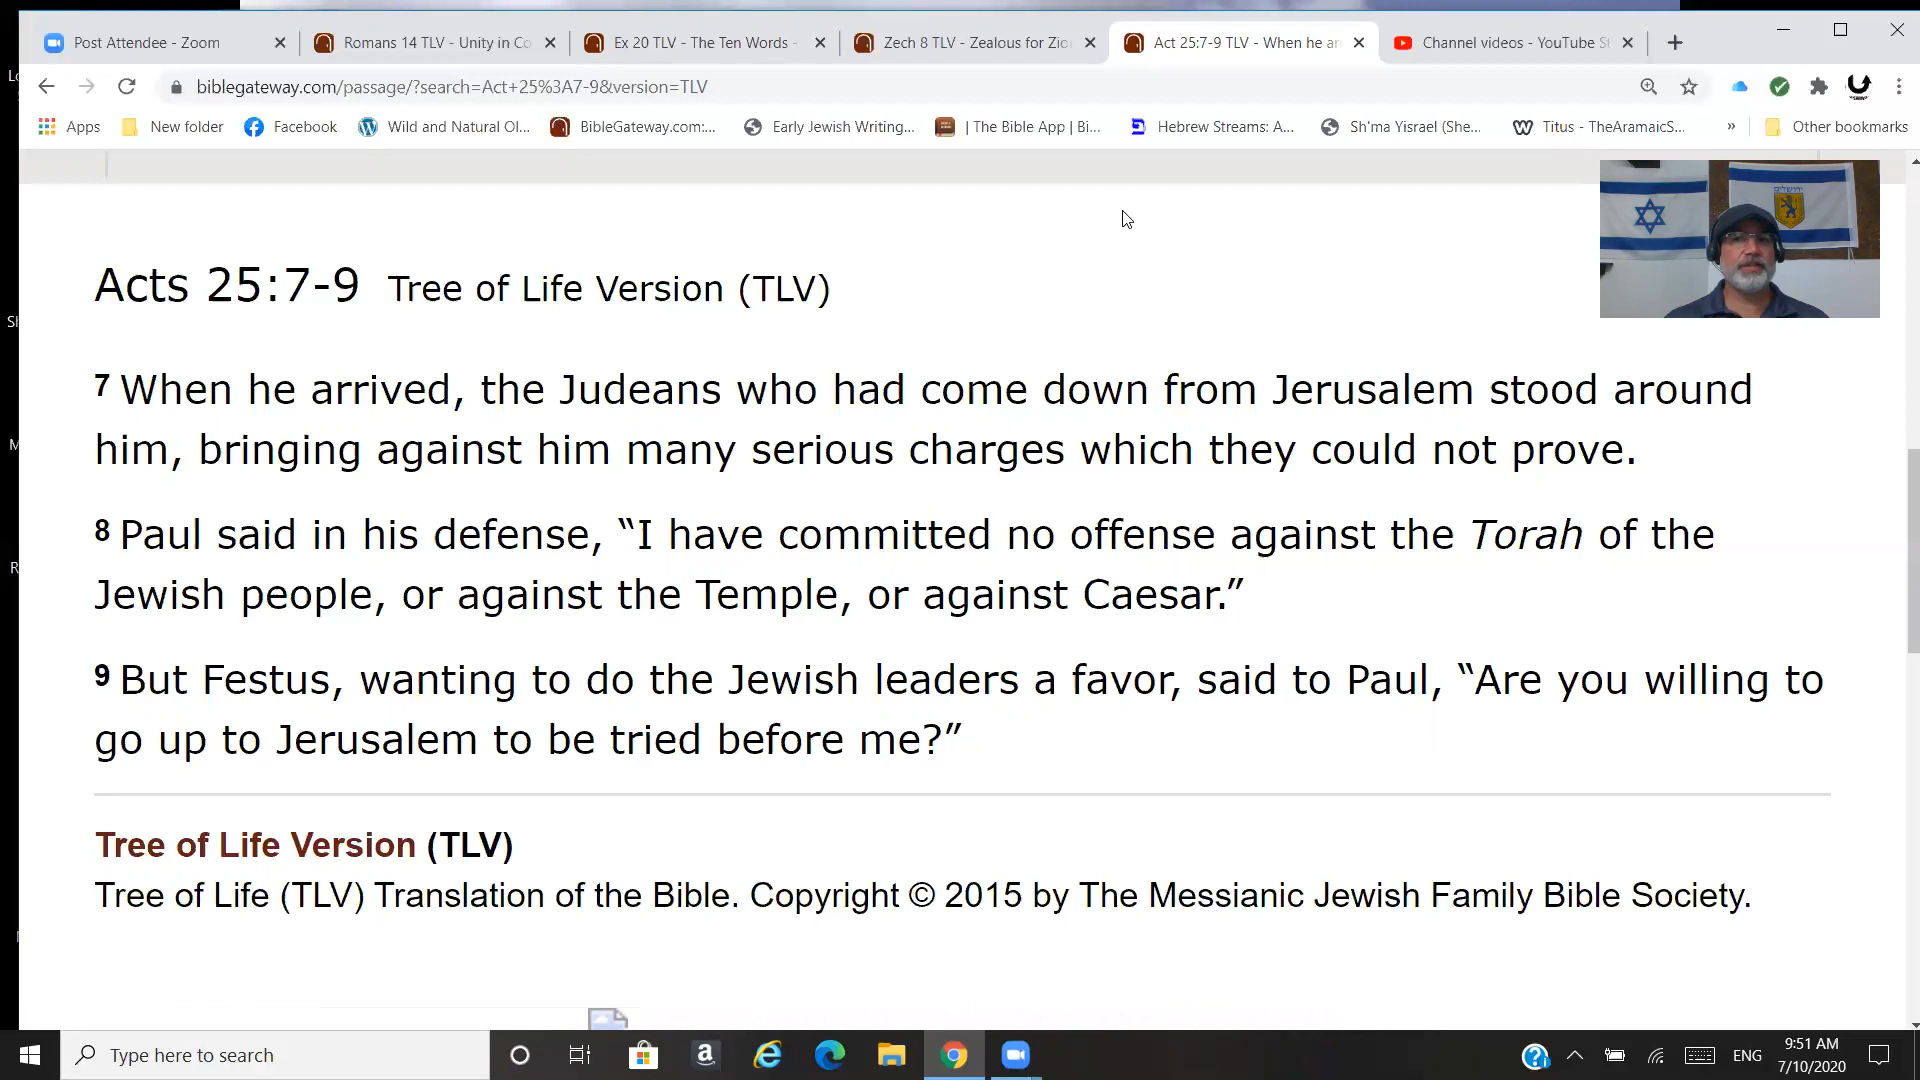 Post Attendee - Zoom
Romans 14 TLV - Unity in Co
Ex 20 TLV - The Ten Words -
Zech 8 TLV - Zealous for Zio
Act 25:7-9 TLV - When he arr
Channel videos - YouTube St
biblegateway.com/passage/?search=Act+25%3A7-9&version=TLV
Apps
New folder
Facebook
Wild and Natural Ol...
BibleGateway.com:...
Early Jewish Writing...
| The Bible App | Bi...
Hebrew Streams: A...
Sh'ma Yisrael (She...
Titus - TheAramaicS...
»
Other bookmarks
ירושלים
Acts 25:7-9 Tree of Life Version (TLV)
7 When he arrived, the Judeans who had come down from Jerusalem stood around
him, bringing against him many serious charges which they could not prove.
8 Paul said in his defense, “I have committed no offense against the Torah of the
Jewish people, or against the Temple, or against Caesar.”
9 But Festus, wanting to do the Jewish leaders a favor, said to Paul, “Are you willing to
go up to Jerusalem to be tried before me?”
Tree of Life Version (TLV)
Tree of Life (TLV) Translation of the Bible. Copyright © 2015 by The Messianic Jewish Family Bible Society.
Type here to search
ENG
9:51 AM
7/10/2020